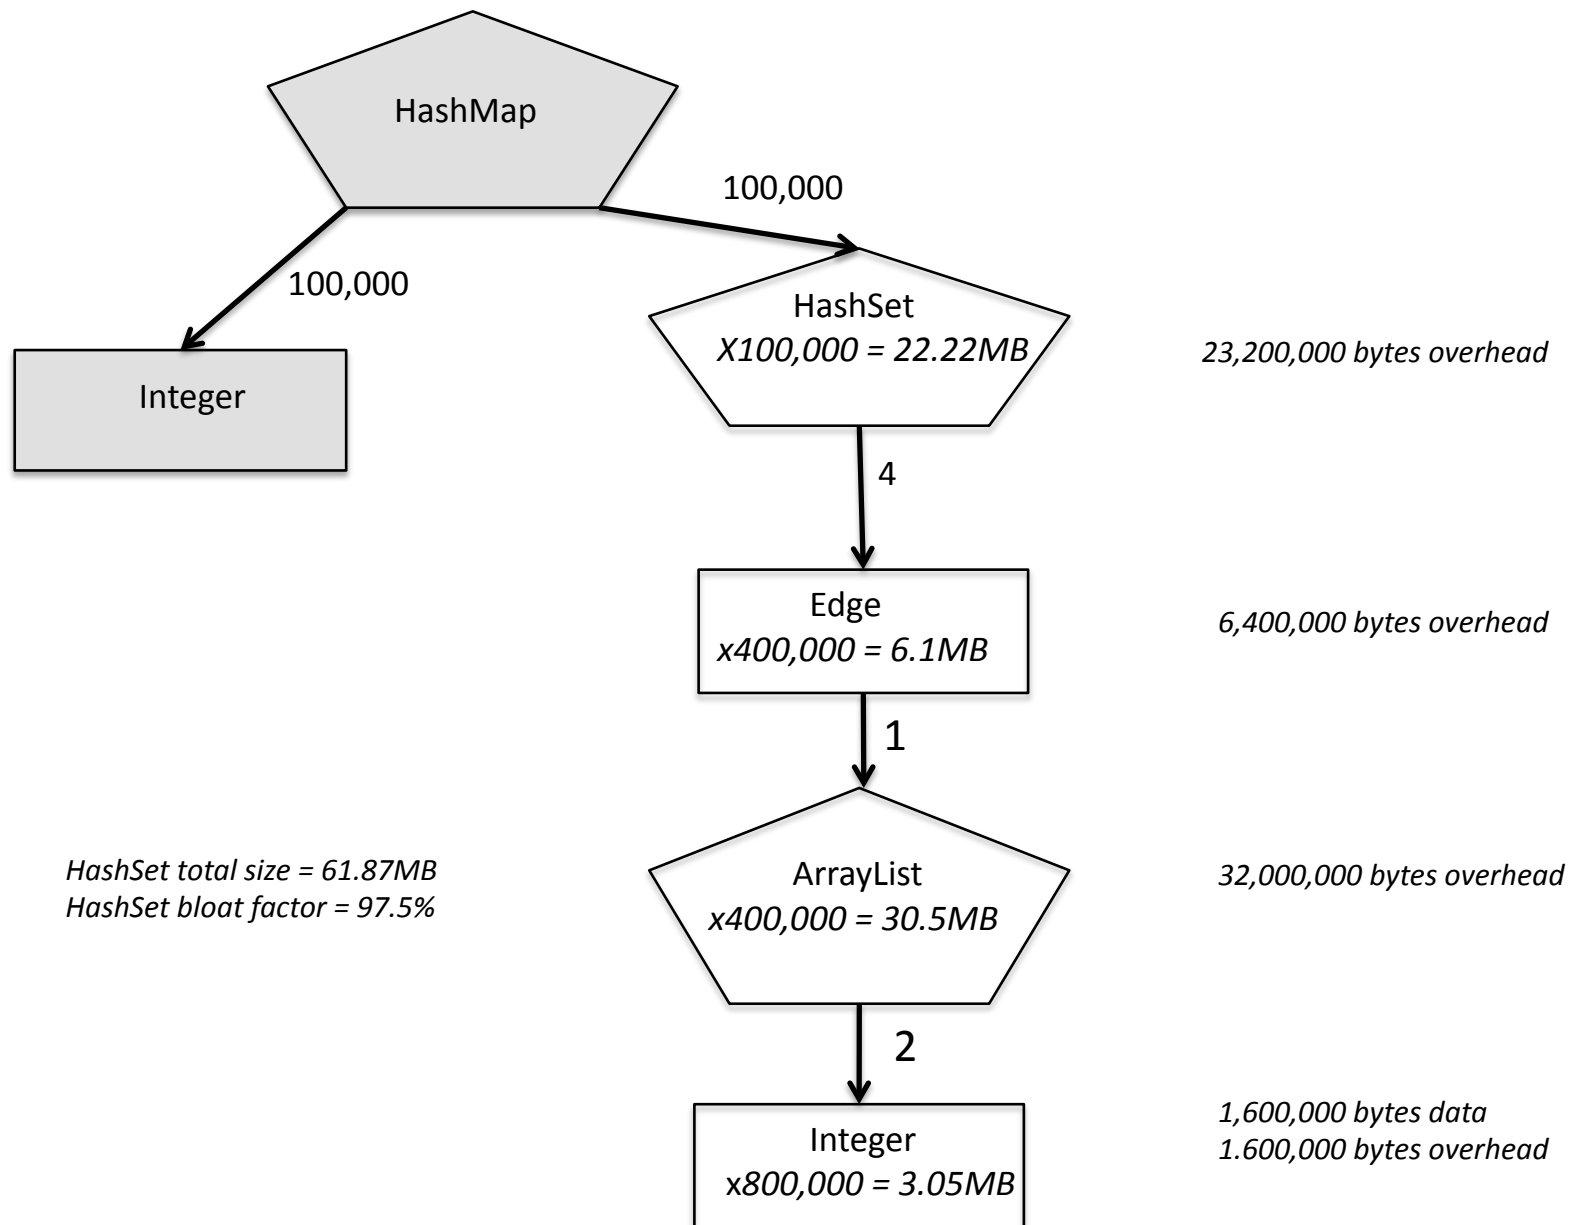 HashMap
100,000
100,000
Integer
HashSet
X100,000 = 22.22MB
23,200,000 bytes overhead
4
Edge
x400,000 = 6.1MB
6,400,000 bytes overhead
1
HashSet total size = 61.87MB
HashSet bloat factor = 97.5%
ArrayList
x400,000 = 30.5MB
32,000,000 bytes overhead
2
Integer
x800,000 = 3.05MB
1,600,000 bytes data
1.600,000 bytes overhead